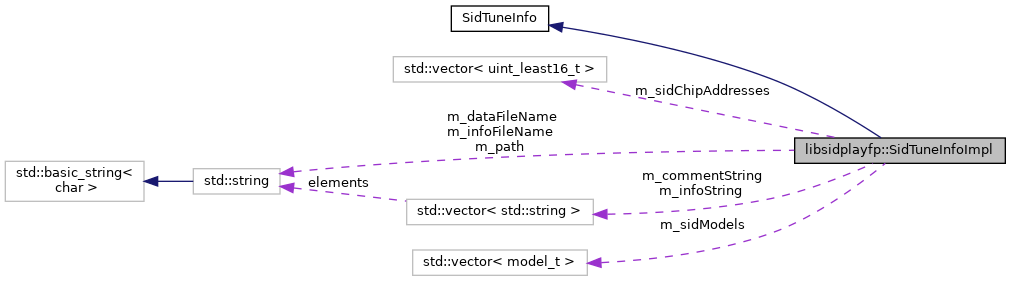 SidTuneInfo
std::vector< uint_least16_t >
m_sidChipAddresses
m_dataFileName
m_infoFileName
m_path
libsidplayfp::SidTuneInfoImpl
std::basic_string<
char >
std::string
elements
m_commentString
m_infoString
std::vector< std::string >
m_sidModels
std::vector< model_t >